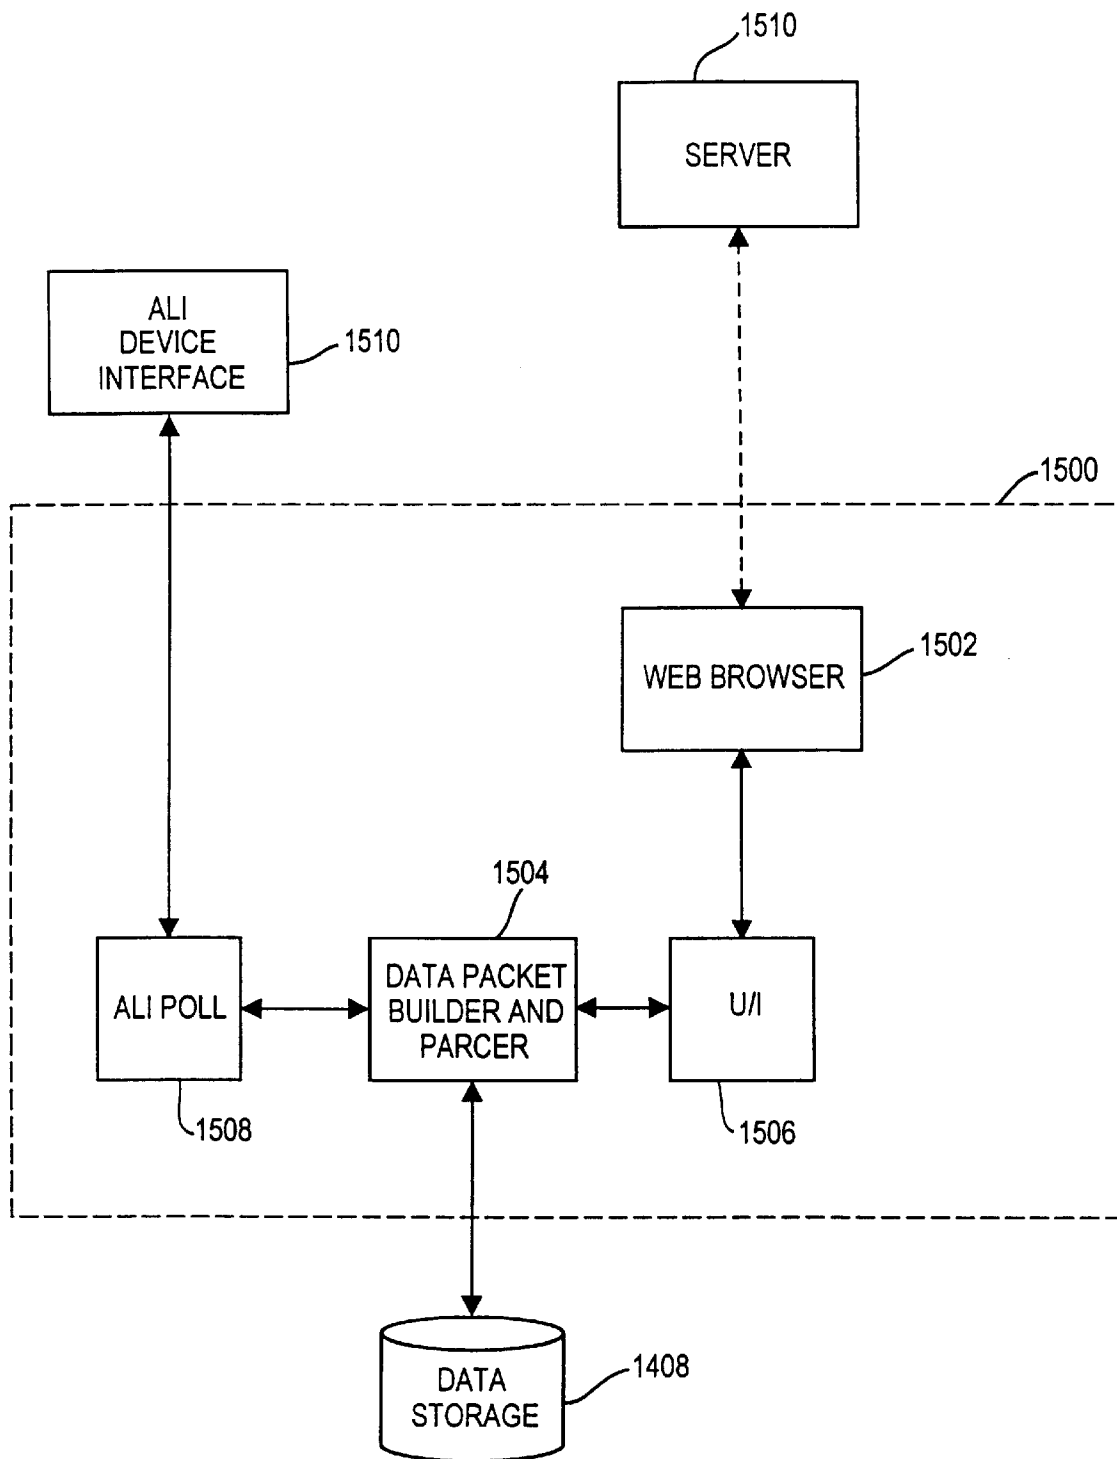 1510
SERVER
ALI
DEVICE
INTERFACE
1510
1500
WEB BROWSER
1502
1504
ALI POLL
DATA PACKET
BUILDER AND
PARCER
U/I
1508
1506
DATA
STORAGE
1408